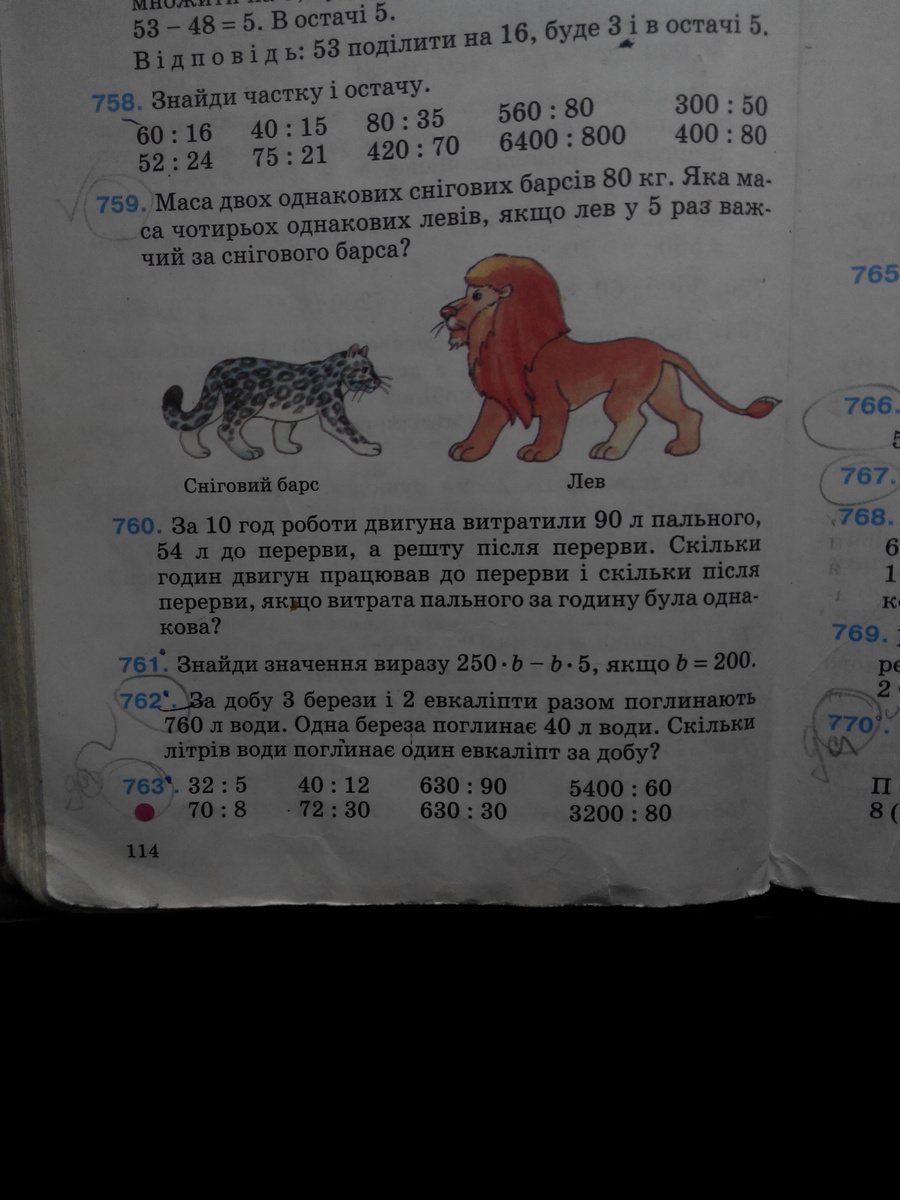 множити на
53 – 48 = 5. В остачі 5.
Відповідь: 53 поділити на 16, буде 3 і в остачі 5.
758. Знайди частку і остачу.
60 : 16 40 : 15 80 : 35 560 : 80 300 : 50
52 : 24 75 : 21 420 : 70 6400 : 800 400 : 80
759. Маса двох однакових снігових барсів 80 кг. Яка ма-
са чотирьох однакових левів, якщо лев у 5 раз важ-
чий за снігового барса?
Сніговий барс Лев
760. За 10 год роботи двигуна витратили 90 л пального,
54 л до перерви, а решту після перерви. Скільки
годин двигун працював до перерви і скільки після
перерви, якщо витрата пального за годину була одна-
кова?
761. Знайди значення виразу 250 · b – b · 5, якщо b = 200.
762. За добу 3 берези і 2 евкаліпти разом поглинають
760 л води. Одна береза поглинає 40 л води. Скільки
літрів води поглинає один евкаліпт за добу?
763. 32 : 5 40 : 12 630 : 90 5400 : 60
70 : 8 72 : 30 630 : 30 3200 : 80
114
765
766.
767.
768.
6
1
769.
2
770.
П
8 (